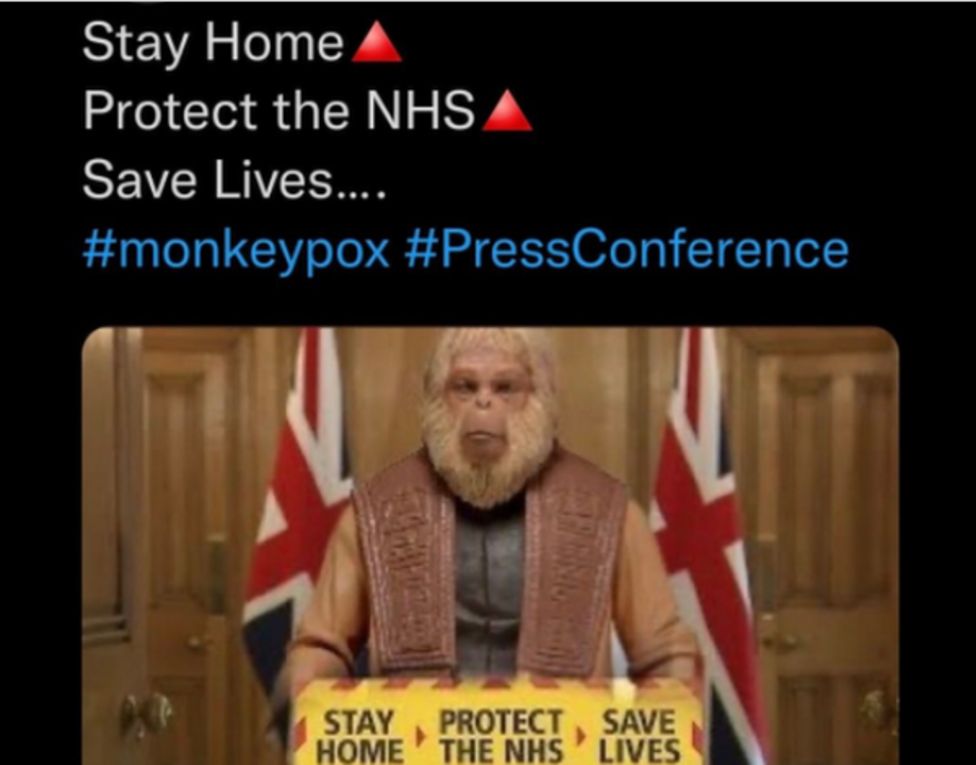 Stay Home🔺
Protect the NHS🔺
Save Lives....
#monkeypox #PressConference
STAY HOME
PROTECT THE NHS
SAVE LIVES